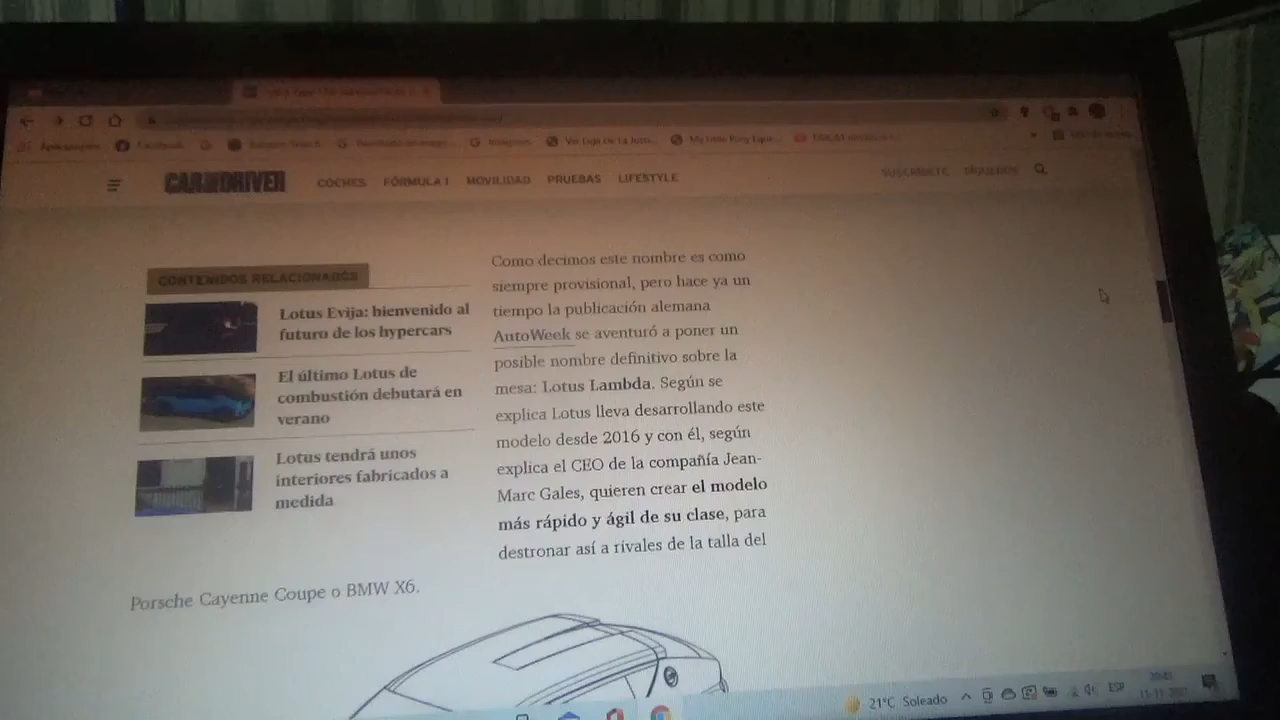 Facebook
CAR AND DRIVER
COCHES
FÓRMULA 1
MOVILIDAD
PRUEBAS
LIFESTYLE
SUSCRÍBETE
SÍGUENOS
CONTENIDOS RELACIONADOS
Lotus Evija: bienvenido al
futuro de los hypercars
El último Lotus de
combustión debutará en
verano
Lotus tendrá unos
interiores fabricados a
medida
Como decimos este nombre es como
siempre provisional, pero hace ya un
tiempo la publicación alemana
AutoWeek se aventuró a poner un
posible nombre definitivo sobre la
mesa: Lotus Lambda. Según se
explica Lotus lleva desarrollando este
modelo desde 2016 y con él, según
explica el CEO de la compañía Jean-
Marc Gales, quieren crear el modelo
más rápido y ágil de su clase, para
destronar así a rivales de la talla del
Porsche Cayenne Coupe o BMW X6.
21°C Soleado
ESP